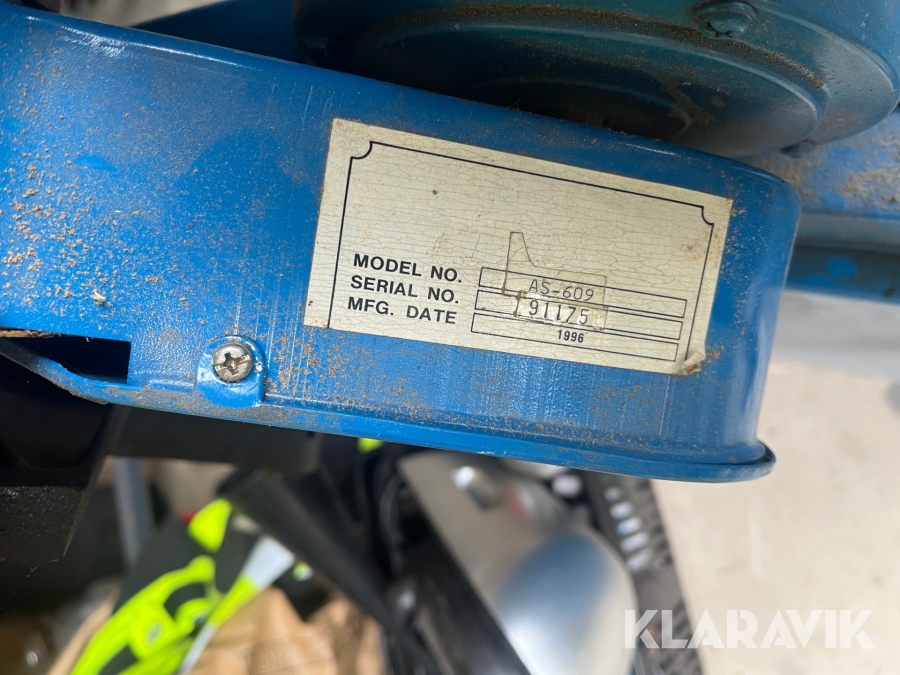 MODEL NO. AS-609
SERIAL NO. 91175
MFG. DATE 1996
KLARAVIK